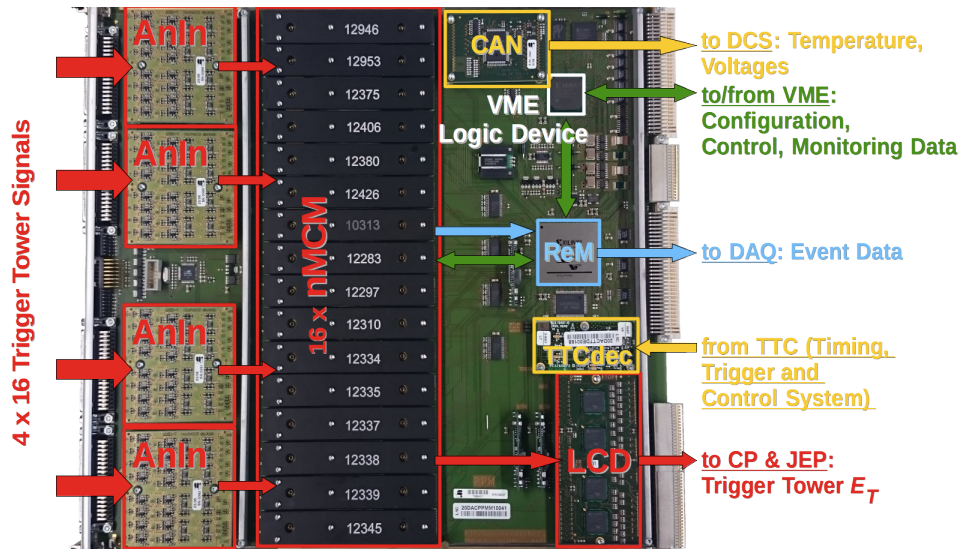 4 x 16 Trigger Tower Signals
AnIn
AnIn
AnIn
AnIn
16 x nMCM
12946
12953
12375
12406
12380
12426
10313
12283
12297
12310
12334
12335
12337
12338
12339
12345
CAN
VME
Logic Device
ReM
TTCdec
LCD
20DACPPMM10041
to DCS: Temperature,
Voltages
to/from VME:
Configuration,
Control, Monitoring Data
to DAQ: Event Data
from TTC (Timing,
Trigger and
Control System)
to CP & JEP:
Trigger Tower E_T